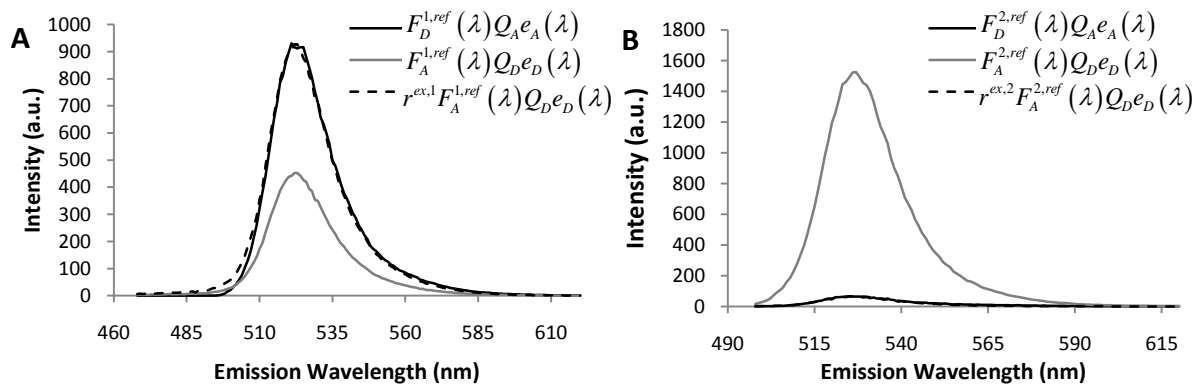 A
1000
900
800
700
600
500
400
300
200
100
0
460 485 510 535 560 585 610
Intensity (a.u.)
Emission Wavelength (nm)
F_D^{1,ref}(λ)Q_A e_A(λ)
F_A^{1,ref}(λ)Q_D e_D(λ)
r^{ex,1}F_A^{1,ref}(λ)Q_D e_D(λ)
B
1800
1600
1400
1200
1000
800
600
400
200
0
490 515 540 565 590 615
Intensity (a.u.)
Emission Wavelength (nm)
F_D^{2,ref}(λ)Q_A e_A(λ)
F_A^{2,ref}(λ)Q_D e_D(λ)
r^{ex,2}F_A^{2,ref}(λ)Q_D e_D(λ)